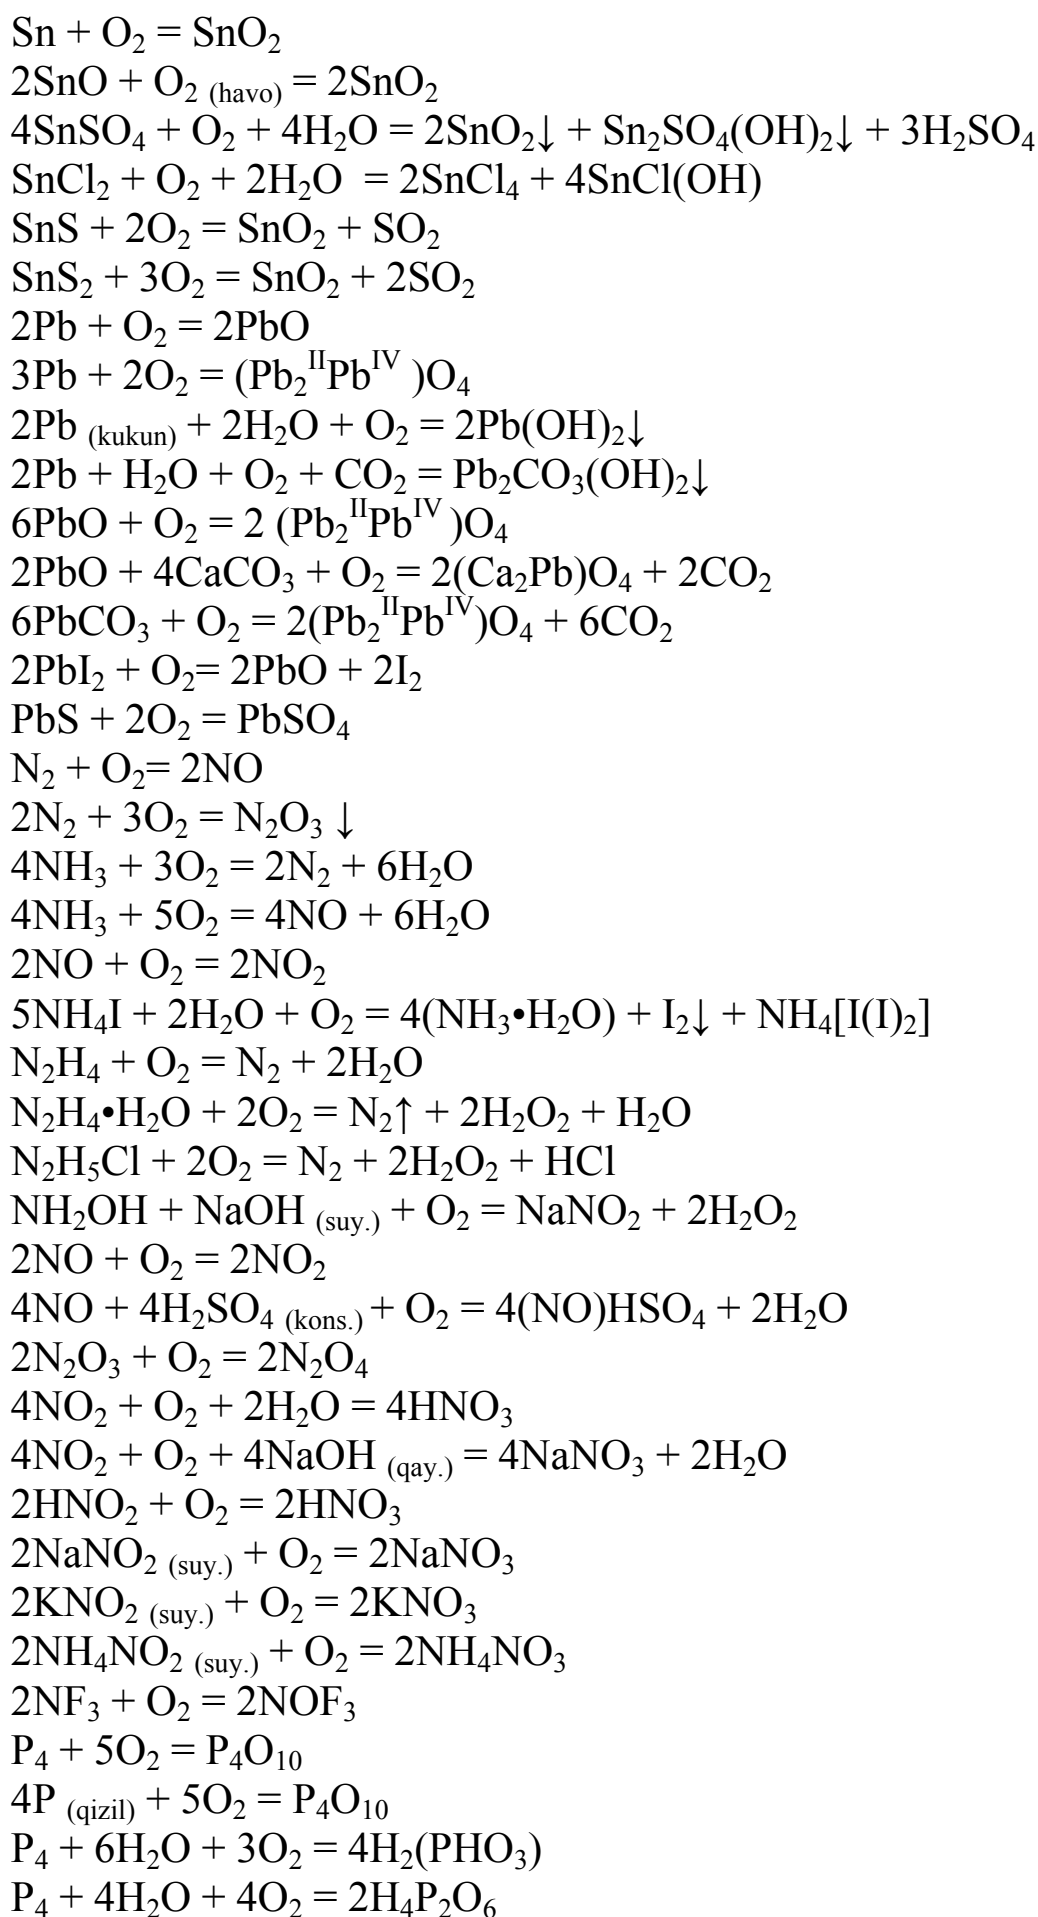 Sn + O₂ = SnO₂
2SnO + O₂ (havo) = 2SnO₂
4SnSO₄ + O₂ + 4H₂O = 2SnO₂↓ + Sn₂SO₄(OH)₂↓ + 3H₂SO₄
SnCl₂ + O₂ + 2H₂O = 2SnCl₄ + 4SnCl(OH)
SnS + 2O₂ = SnO₂ + SO₂
SnS₂ + 3O₂ = SnO₂ + 2SO₂
2Pb + O₂ = 2PbO
3Pb + 2O₂ = (Pb₂ᴵᴵPbᴵⱽ )O₄
2Pb (kukun) + 2H₂O + O₂ = 2Pb(OH)₂↓
2Pb + H₂O + O₂ + CO₂ = Pb₂CO₃(OH)₂↓
6PbO + O₂ = 2 (Pb₂ᴵᴵPbᴵⱽ )O₄
2PbO + 4CaCO₃ + O₂ = 2(Ca₂Pb)O₄ + 2CO₂
6PbCO₃ + O₂ = 2(Pb₂ᴵᴵPbᴵⱽ)O₄ + 6CO₂
2PbI₂ + O₂= 2PbO + 2I₂
PbS + 2O₂ = PbSO₄
N₂ + O₂= 2NO
2N₂ + 3O₂ = N₂O₃ ↓
4NH₃ + 3O₂ = 2N₂ + 6H₂O
4NH₃ + 5O₂ = 4NO + 6H₂O
2NO + O₂ = 2NO₂
5NH₄I + 2H₂O + O₂ = 4(NH₃•H₂O) + I₂↓ + NH₄[I(I)₂]
N₂H₄ + O₂ = N₂ + 2H₂O
N₂H₄•H₂O + 2O₂ = N₂↑ + 2H₂O₂ + H₂O
N₂H₅Cl + 2O₂ = N₂ + 2H₂O₂ + HCl
NH₂OH + NaOH (suy.) + O₂ = NaNO₂ + 2H₂O₂
2NO + O₂ = 2NO₂
4NO + 4H₂SO₄ (kons.) + O₂ = 4(NO)HSO₄ + 2H₂O
2N₂O₃ + O₂ = 2N₂O₄
4NO₂ + O₂ + 2H₂O = 4HNO₃
4NO₂ + O₂ + 4NaOH (qay.) = 4NaNO₃ + 2H₂O
2HNO₂ + O₂ = 2HNO₃
2NaNO₂ (suy.) + O₂ = 2NaNO₃
2KNO₂ (suy.) + O₂ = 2KNO₃
2NH₄NO₂ (suy.) + O₂ = 2NH₄NO₃
2NF₃ + O₂ = 2NOF₃
P₄ + 5O₂ = P₄O₁₀
4P (qizil) + 5O₂ = P₄O₁₀
P₄ + 6H₂O + 3O₂ = 4H₂(PHO₃)
P₄ + 4H₂O + 4O₂ = 2H₄P₂O₆